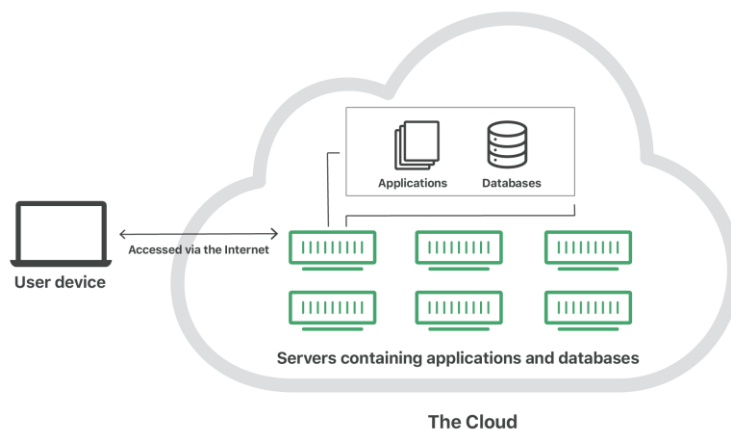 Applications
Databases
Accessed via the Internet
User device
Servers containing applications and databases
The Cloud